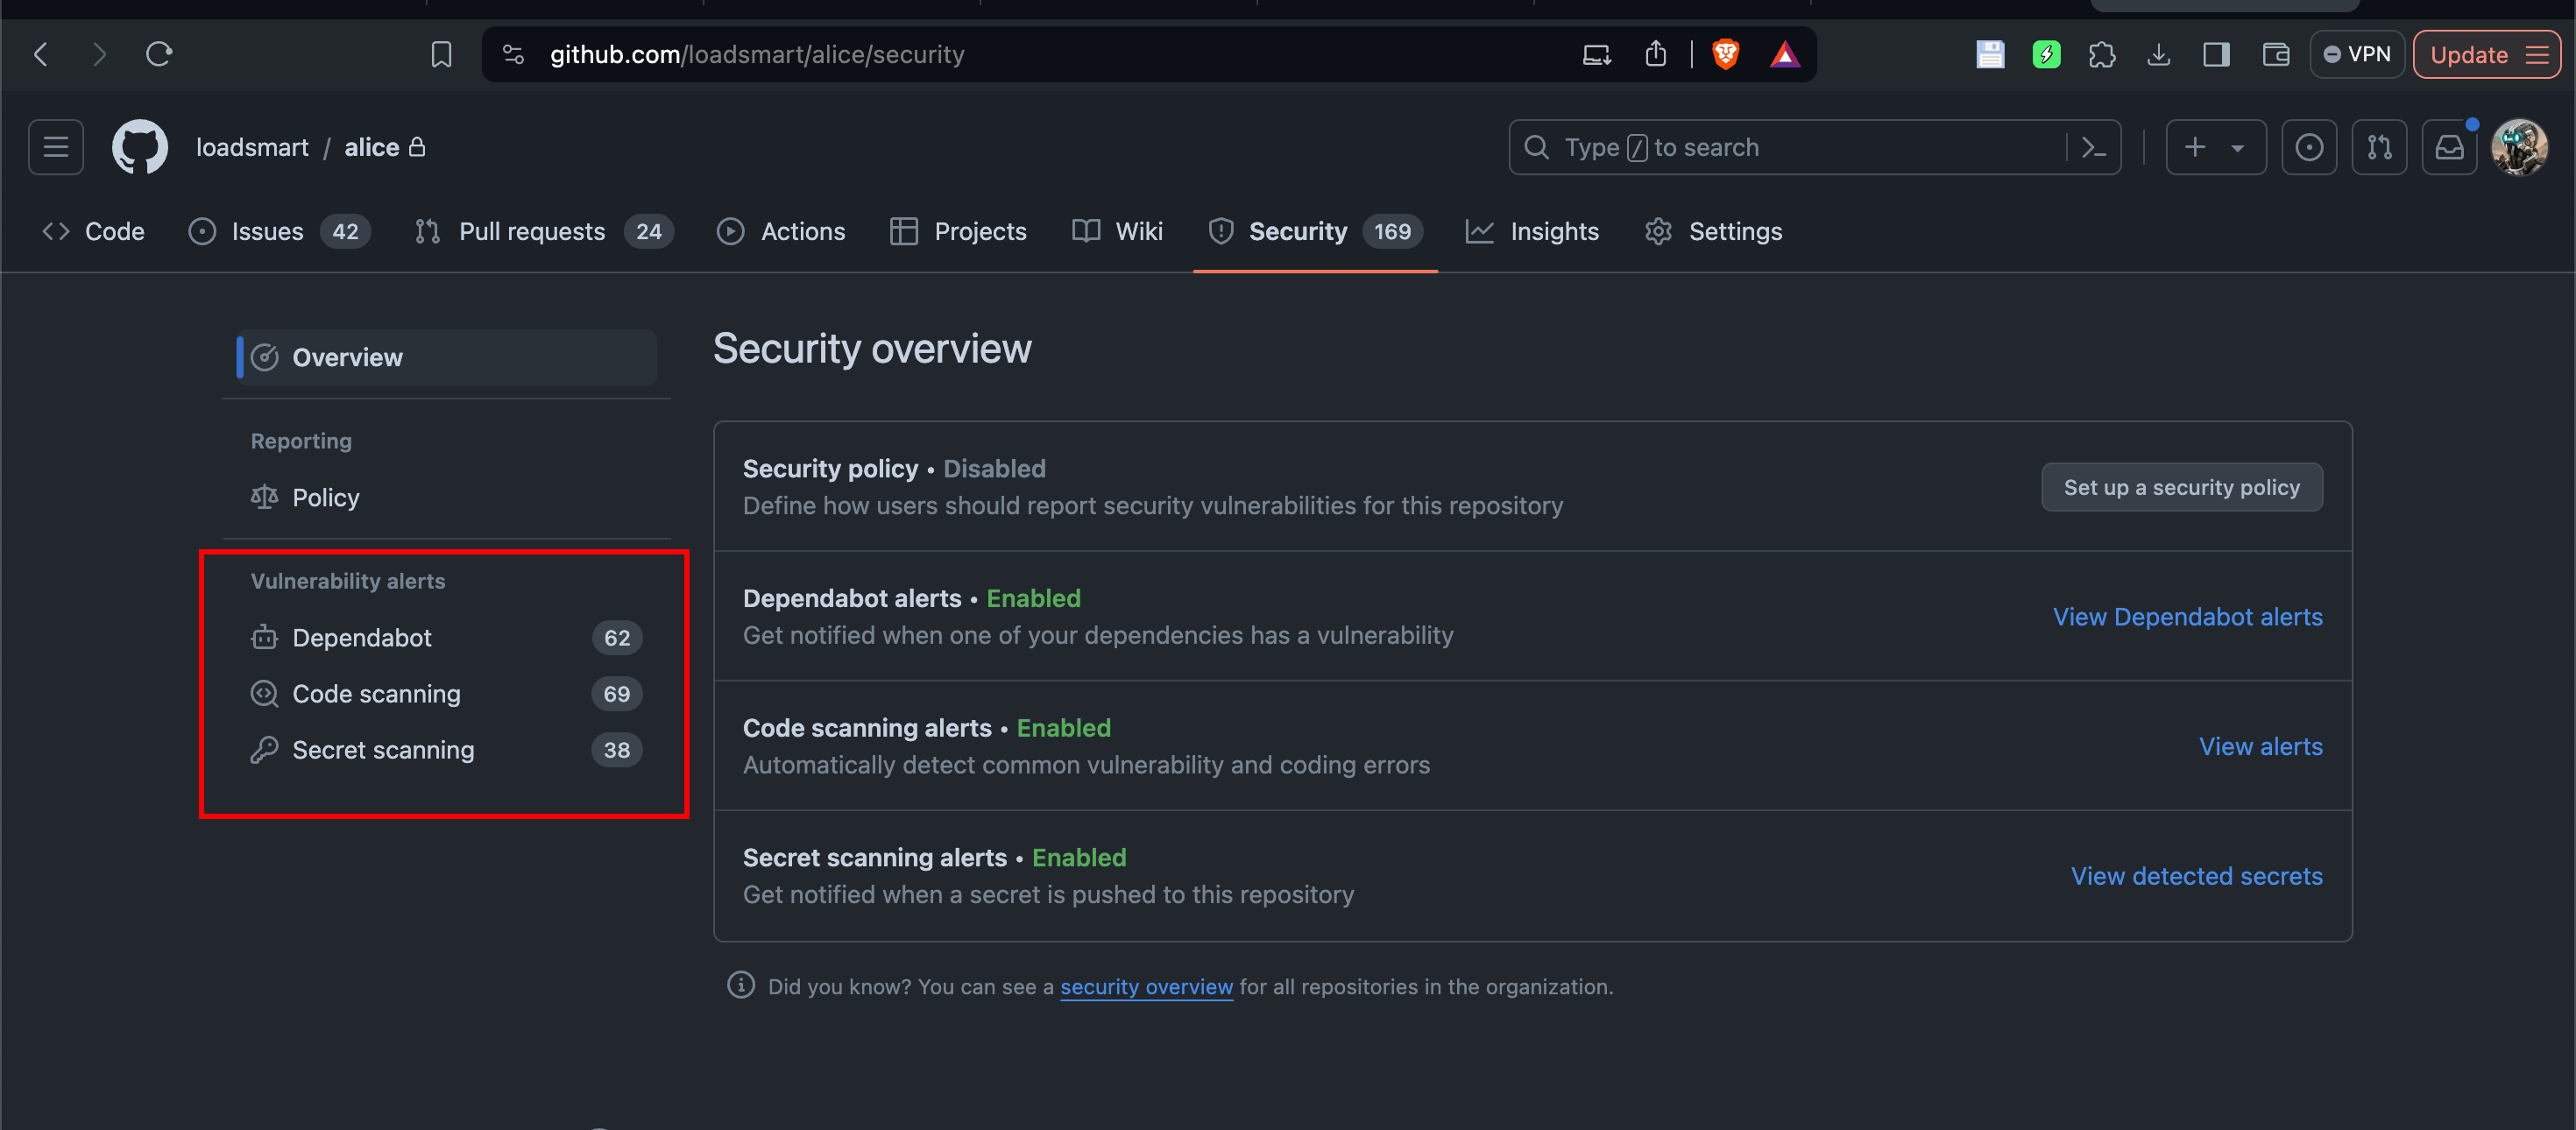 github.com/loadsmart/alice/security
VPN
Update
loadsmart / alice
Type / to search
Code
Issues 42
Pull requests 24
Actions
Projects
Wiki
Security 169
Insights
Settings
Overview
Reporting
Policy
Vulnerability alerts
Dependabot 62
Code scanning 69
Secret scanning 38
Security overview
Security policy • Disabled
Define how users should report security vulnerabilities for this repository
Set up a security policy
Dependabot alerts • Enabled
Get notified when one of your dependencies has a vulnerability
View Dependabot alerts
Code scanning alerts • Enabled
Automatically detect common vulnerability and coding errors
View alerts
Secret scanning alerts • Enabled
Get notified when a secret is pushed to this repository
View detected secrets
Did you know? You can see a security overview for all repositories in the organization.